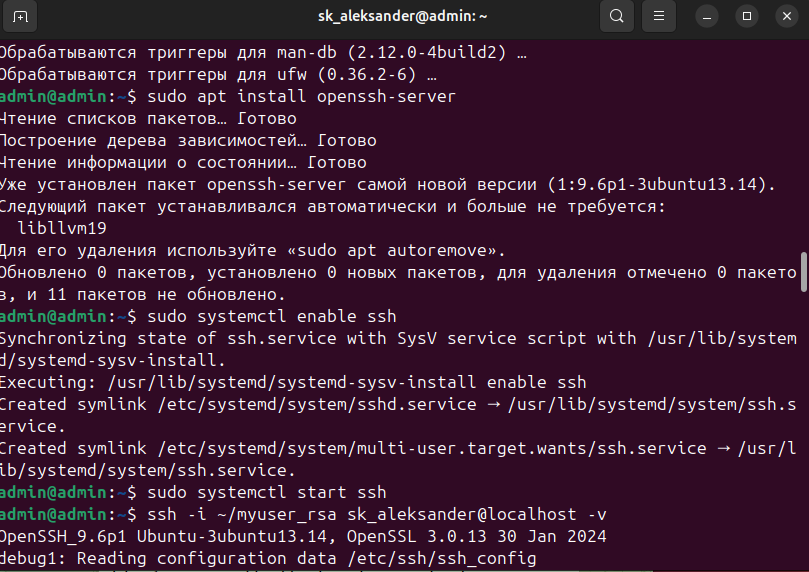 sk_aleksander@admin: ~
Обрабатываются триггеры для man-db (2.12.0-4build2) …
Обрабатываются триггеры для ufw (0.36.2-6) …
admin@admin:~$ sudo apt install openssh-server
Чтение списков пакетов… Готово
Построение дерева зависимостей… Готово
Чтение информации о состоянии… Готово
Уже установлен пакет openssh-server самой новой версии (1:9.6p1-3ubuntu13.14).
Следующий пакет устанавливался автоматически и больше не требуется:
libllvm19
Для его удаления используйте «sudo apt autoremove».
Обновлено 0 пакетов, установлено 0 новых пакетов, для удаления отмечено 0 пакето
в, и 11 пакетов не обновлено.
admin@admin:~$ sudo systemctl enable ssh
Synchronizing state of ssh.service with SysV service script with /usr/lib/system
d/systemd-sysv-install.
Executing: /usr/lib/systemd/systemd-sysv-install enable ssh
Created symlink /etc/systemd/system/sshd.service → /usr/lib/systemd/system/ssh.s
ervice.
Created symlink /etc/systemd/system/multi-user.target.wants/ssh.service → /usr/l
ib/systemd/system/ssh.service.
admin@admin:~$ sudo systemctl start ssh
admin@admin:~$ ssh -i ~/myuser_rsa sk_aleksander@localhost -v
OpenSSH_9.6p1 Ubuntu-3ubuntu13.14, OpenSSL 3.0.13 30 Jan 2024
debug1: Reading configuration data /etc/ssh/ssh_config